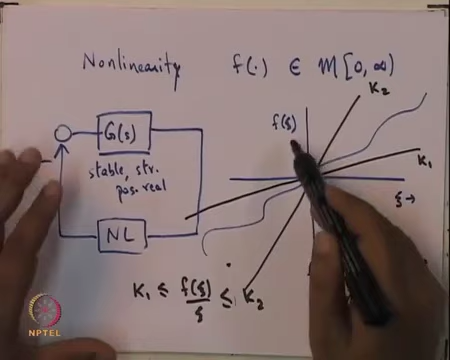 Nonlinearity f(·) ∈ M[0, ∞)
K₂
f(ξ)
G(s)
K₁
stable, str.
pos. real
ξ →
NL
K₁ ≤ f(ξ)/ξ ≤ K₂
NPTEL